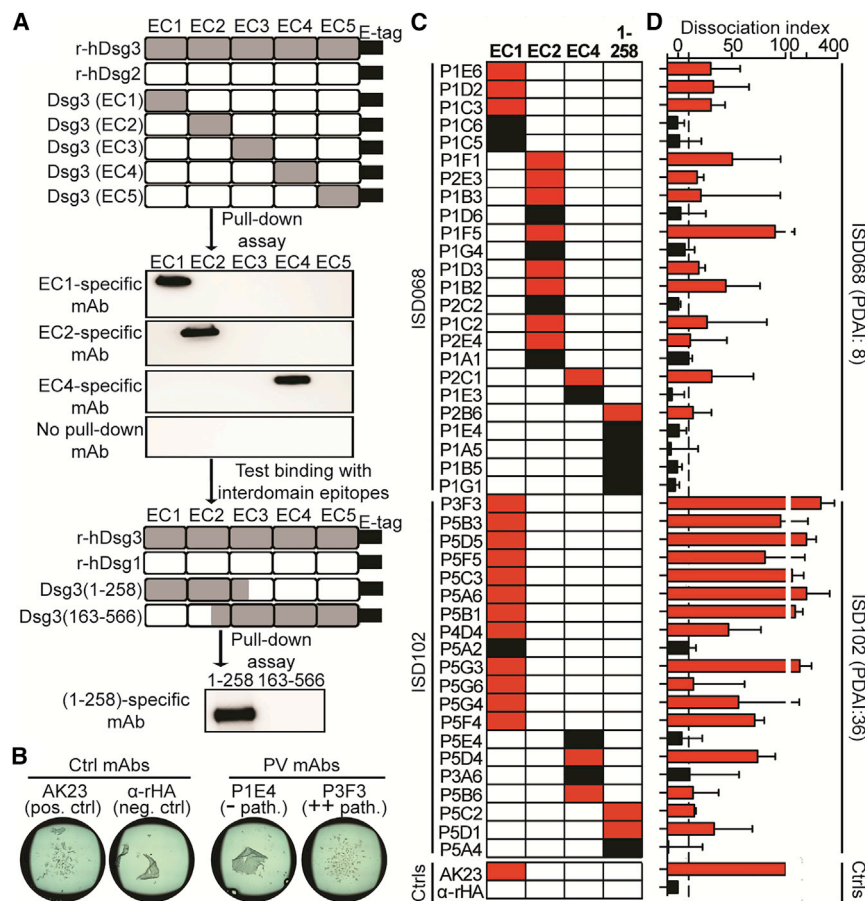 A
EC1 EC2 EC3 EC4 EC5
E-tag
r-hDsg3
r-hDsg2
Dsg3 (EC1)
Dsg3 (EC2)
Dsg3 (EC3)
Dsg3 (EC4)
Dsg3 (EC5)
Pull-down
assay
EC1 EC2 EC3 EC4 EC5
EC1-specific
mAb
EC2-specific
mAb
EC4-specific
mAb
No pull-down
mAb
Test binding with
interdomain epitopes
EC1 EC2 EC3 EC4 EC5
E-tag
r-hDsg3
r-hDsg1
Dsg3(1-258)
Dsg3(163-566)
Pull-down
assay
1-258 163-566
(1-258)-specific
mAb
B
Ctrl mAbs PV mAbs
AK23 α-rHA P1E4 P3F3
(pos. ctrl) (neg. ctrl) (- path.) (++ path.)
C
EC1 EC2 EC4 1-258
ISD068
P1E6
P1D2
P1C3
P1C6
P1C5
P1F1
P2E3
P1B3
P1D6
P1F5
P1G4
P1D3
P1B2
P2C2
P1C2
P2E4
P1A1
P2C1
P1E3
P2B6
P1E4
P1A5
P1B5
P1G1
ISD102
P3F3
P5B3
P5D5
P5F5
P5C3
P5A6
P5B1
P4D4
P5A2
P5G3
P5G6
P5G4
P5F4
P5E4
P5D4
P3A6
P5B6
P5C2
P5D1
P5A4
Ctrls
AK23
α-rHA
D
Dissociation index
0 50 100 400
ISD068 (PDAI: 8)
ISD102 (PDAI:36)
Ctrls